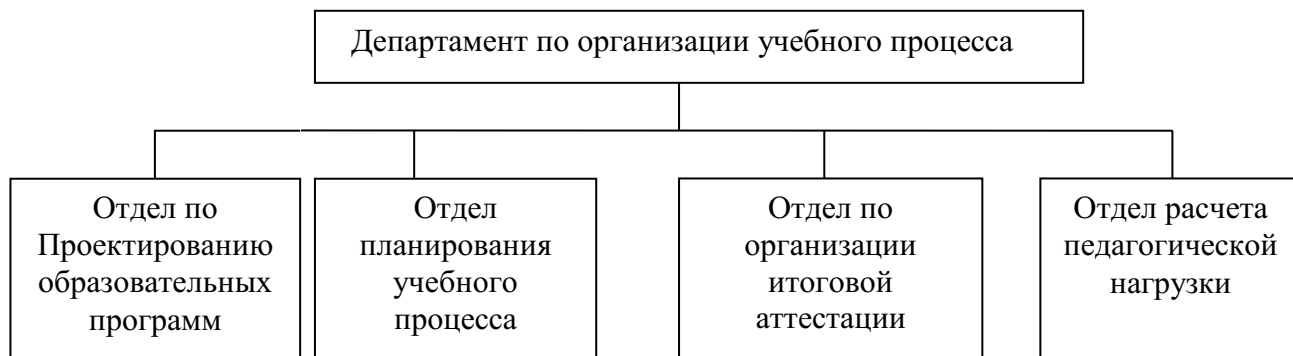 Департамент по организации учебного процесса
Отдел по
Проектированию
образовательных
программ
Отдел
планирования
учебного
процесса
Отдел по
организации
итоговой
аттестации
Отдел расчета
педагогической
нагрузки